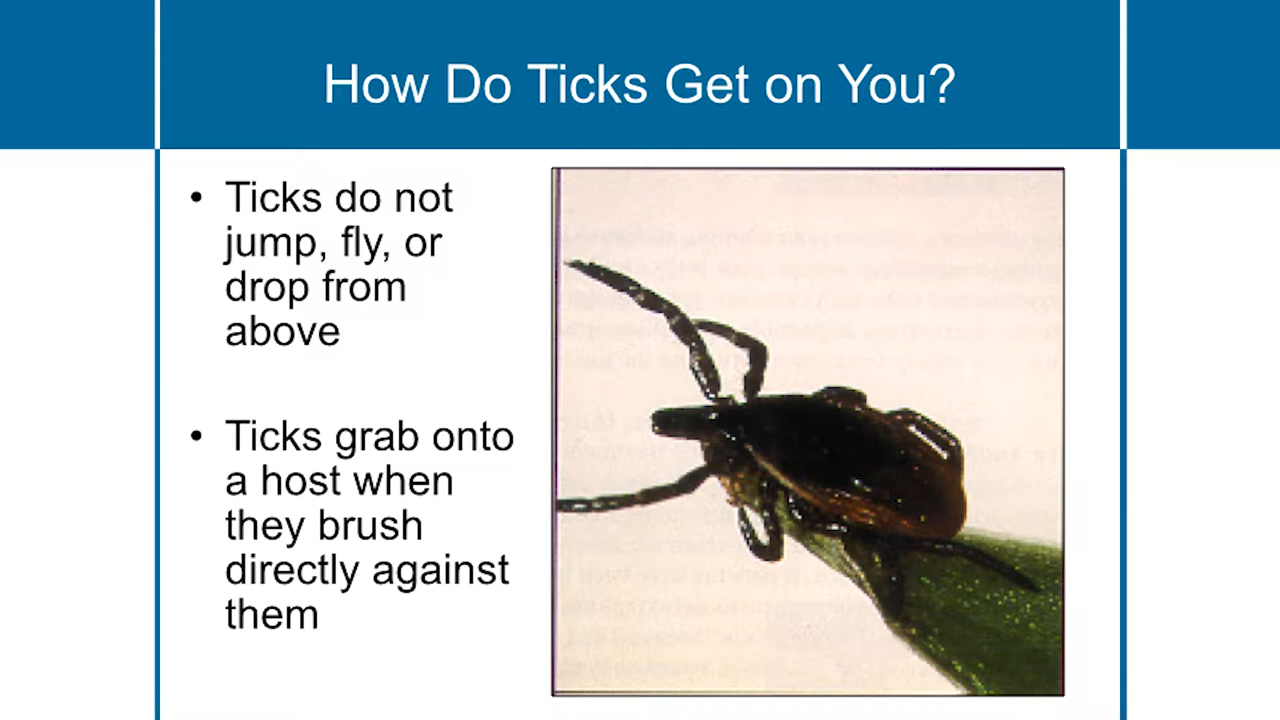 How Do Ticks Get on You?
• Ticks do not
jump, fly, or
drop from
above
• Ticks grab onto
a host when
they brush
directly against
them